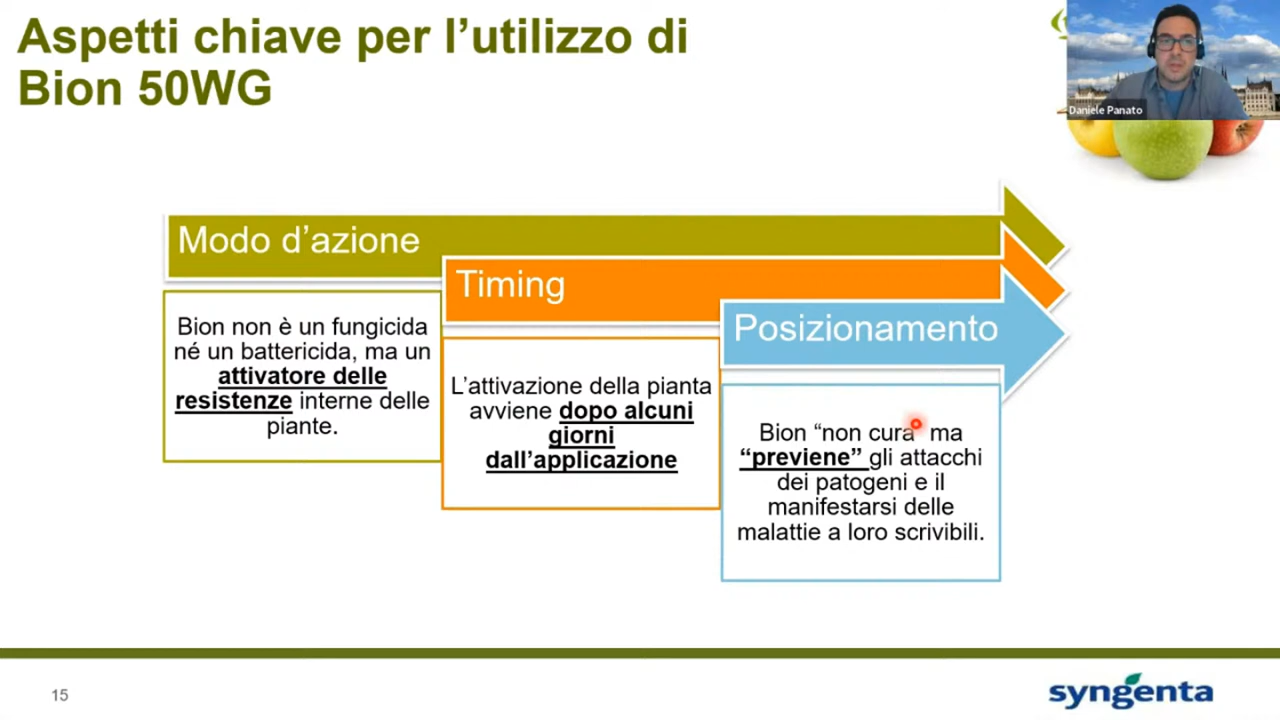 Aspetti chiave per l’utilizzo di
Bion 50WG
Daniele Panato
Modo d’azione
Bion non è un fungicida
né un battericida, ma un
attivatore delle
resistenze interne delle
piante.
Timing
L’attivazione della pianta
avviene dopo alcuni
giorni
dall’applicazione
Posizionamento
Bion “non cura” ma
“previene” gli attacchi
dei patogeni e il
manifestarsi delle
malattie a loro scrivibili.
15
syngenta